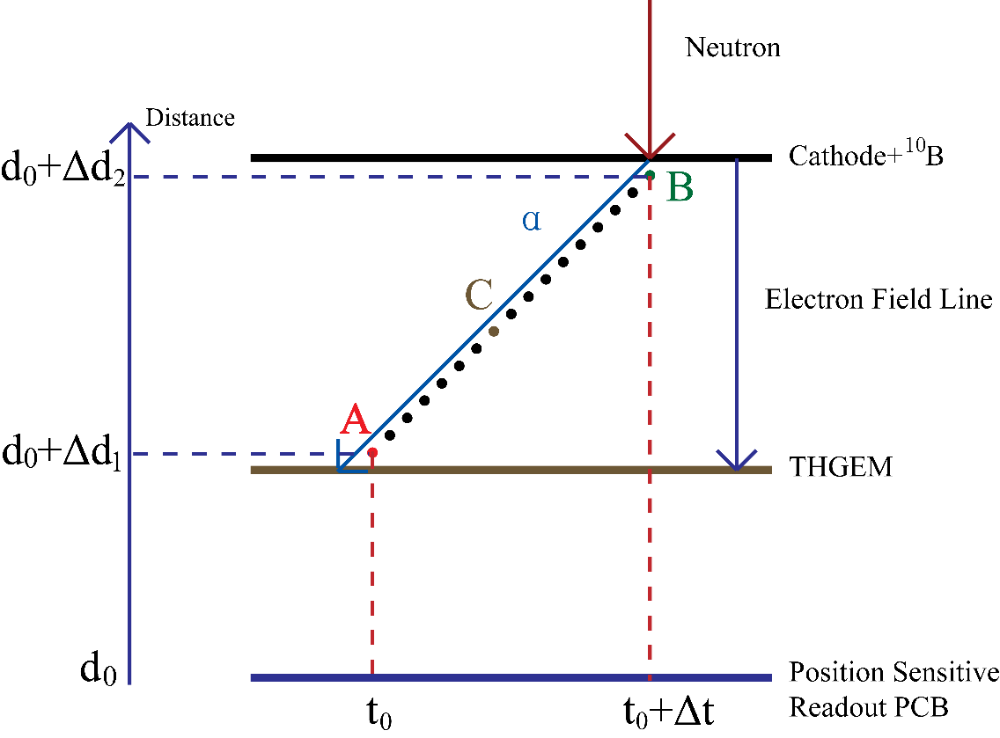 Neutron
Distance
Cathode+¹⁰B
d₀+Δd₂
B
α
C
Electron Field Line
A
d₀+Δd₁
THGEM
d₀
Position Sensitive
Readout PCB
t₀
t₀+Δt